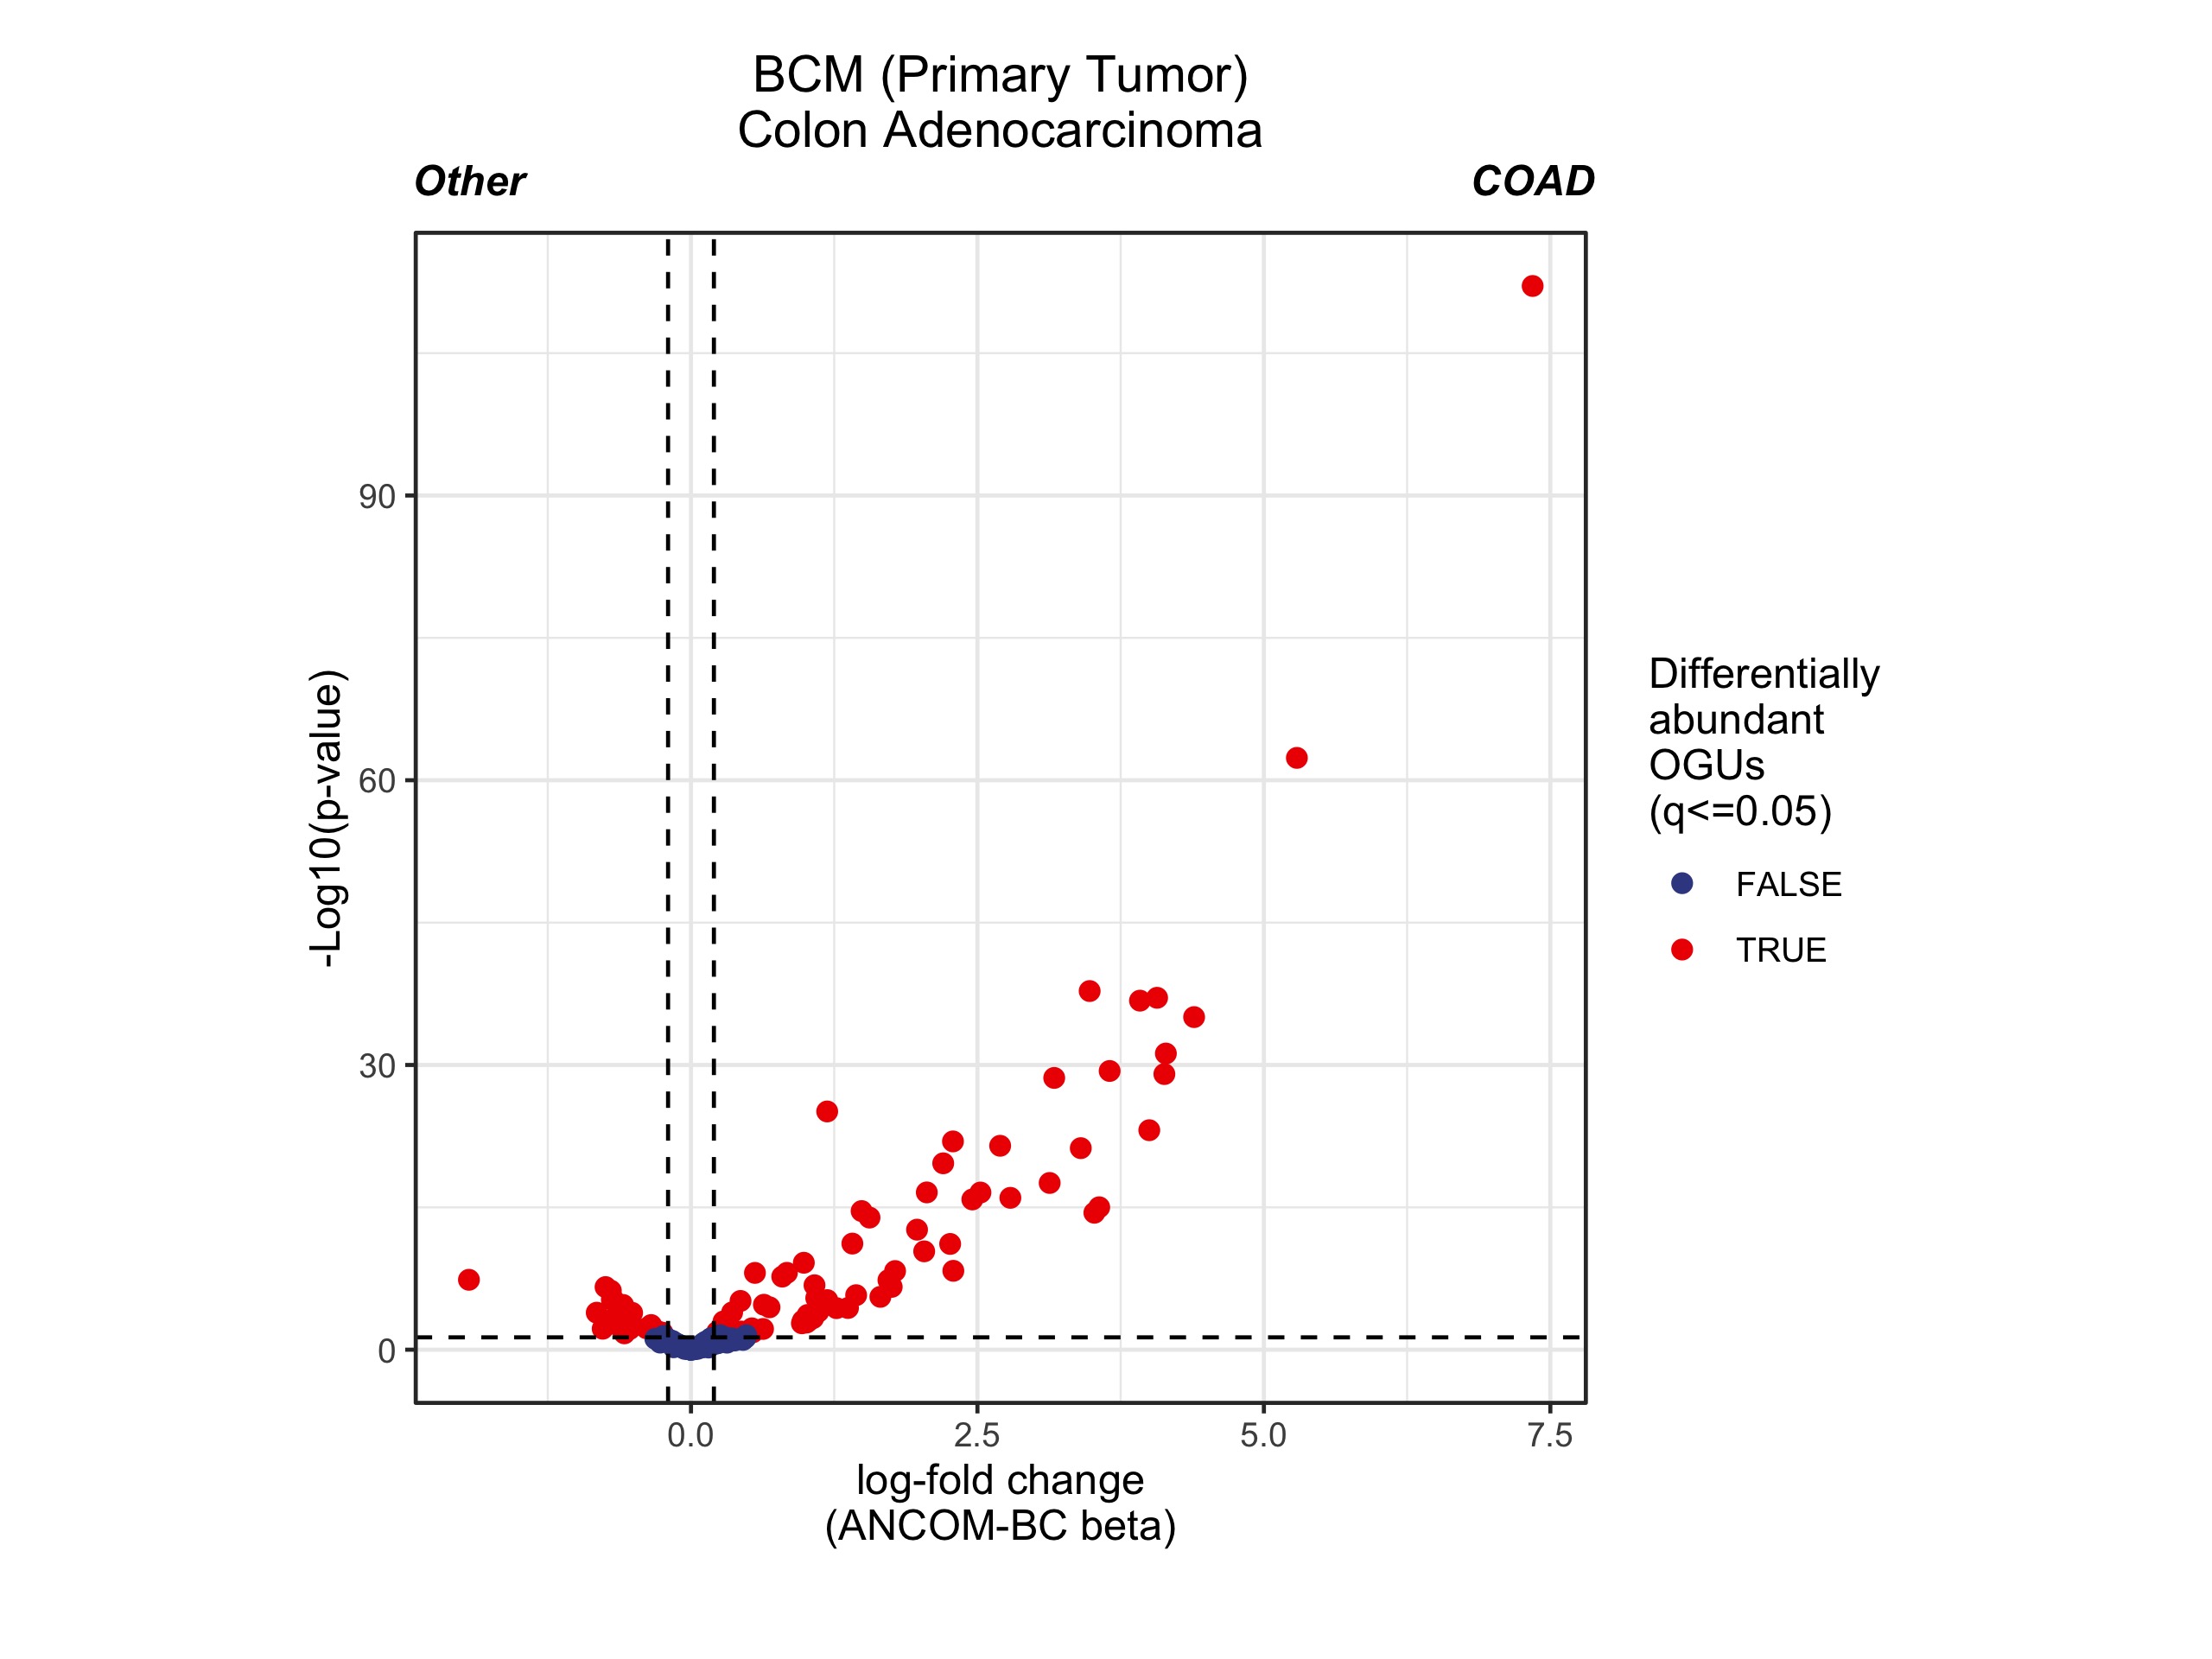 BCM (Primary Tumor)
Colon Adenocarcinoma
Other
COAD
90
60
30
0
-Log10(p-value)
0.0
2.5
5.0
7.5
log-fold change
(ANCOM-BC beta)
Differentially
abundant
OGUs
(q<=0.05)
FALSE
TRUE